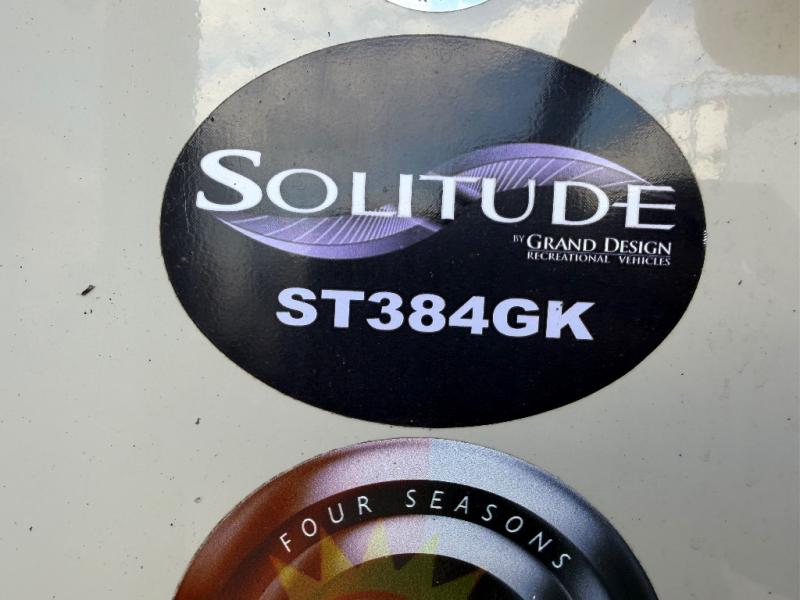 SOLITUDE
BY GRAND DESIGN
RECREATIONAL VEHICLES
ST384GK
FOUR SEASONS